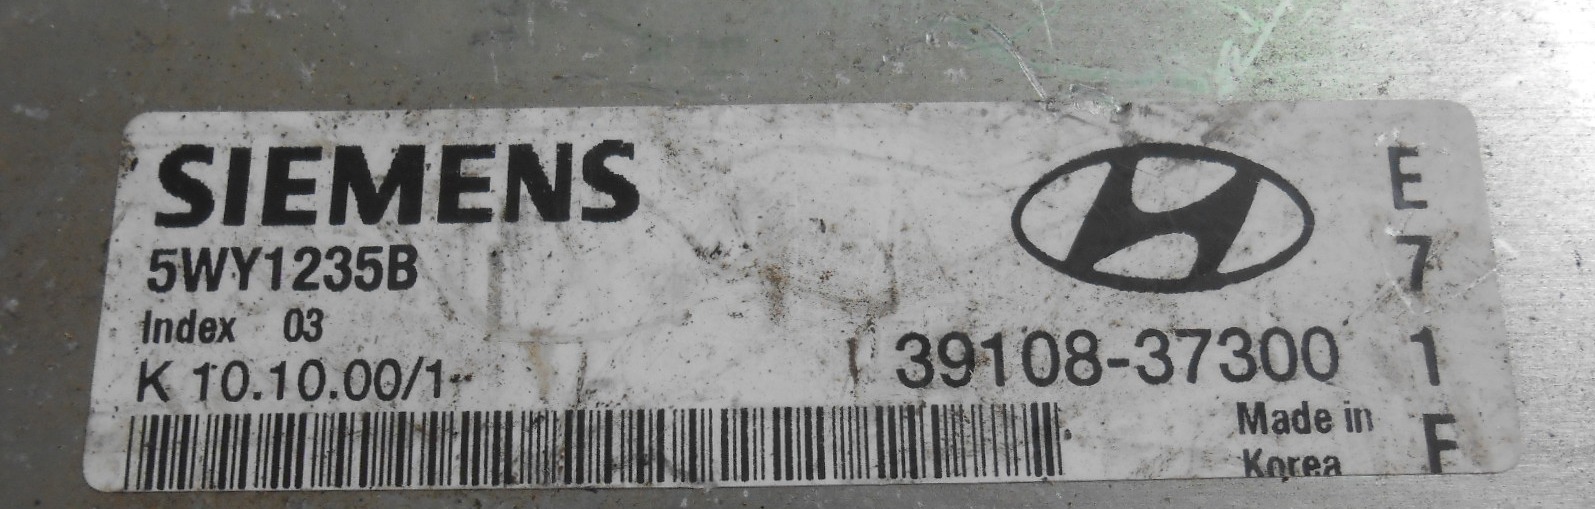 SIEMENS
5WY1235B
Index 03
K 10.10.00/1
39108-37300
Made in
Korea
E
7
1
F